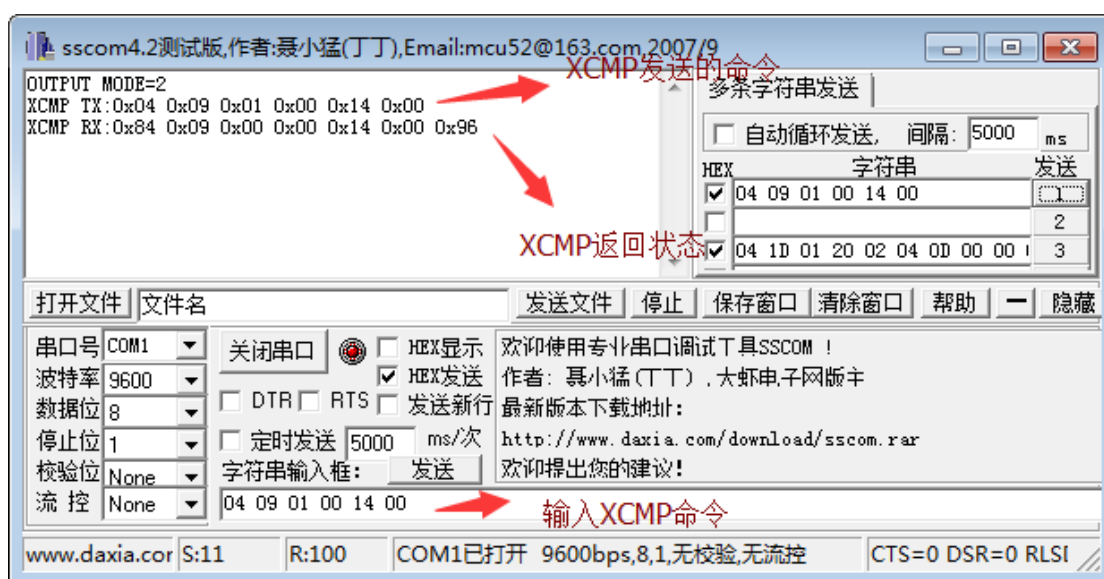 sscom4.2测试版,作者:聂小猛(丁丁),Email:mcu52@163.com,2007/9
OUTPUT MODE=2
XCMP TX:0x04 0x09 0x01 0x00 0x14 0x00
XCMP RX:0x84 0x09 0x00 0x00 0x14 0x00 0x96
XCMP发送的命令
XCMP返回状态
多条字符串发送
自动循环发送, 间隔: 5000 ms
HEX 字符串 发送
04 09 01 00 14 00 1
2
04 1D 01 20 02 04 0D 00 00 3
打开文件 文件名 发送文件 停止 保存窗口 清除窗口 帮助 一 隐藏
串口号 COM1 关闭串口 HEX显示
波特率 9600 HEX发送
数据位 8 DTR RTS 发送新行
停止位 1 定时发送 5000 ms/次
校验位 None 字符串输入框: 发送
流 控 None 04 09 01 00 14 00
输入XCMP命令
欢迎使用专业串口调试工具SSCOM !
作者: 聂小猛(丁丁),大虾电子网版主
最新版本下载地址:
http://www.daxia.com/download/sscom.rar
欢迎提出您的建议!
www.daxia.cor S:11 R:100 COM1已打开 9600bps,8,1,无校验,无流控 CTS=0 DSR=0 RLSI